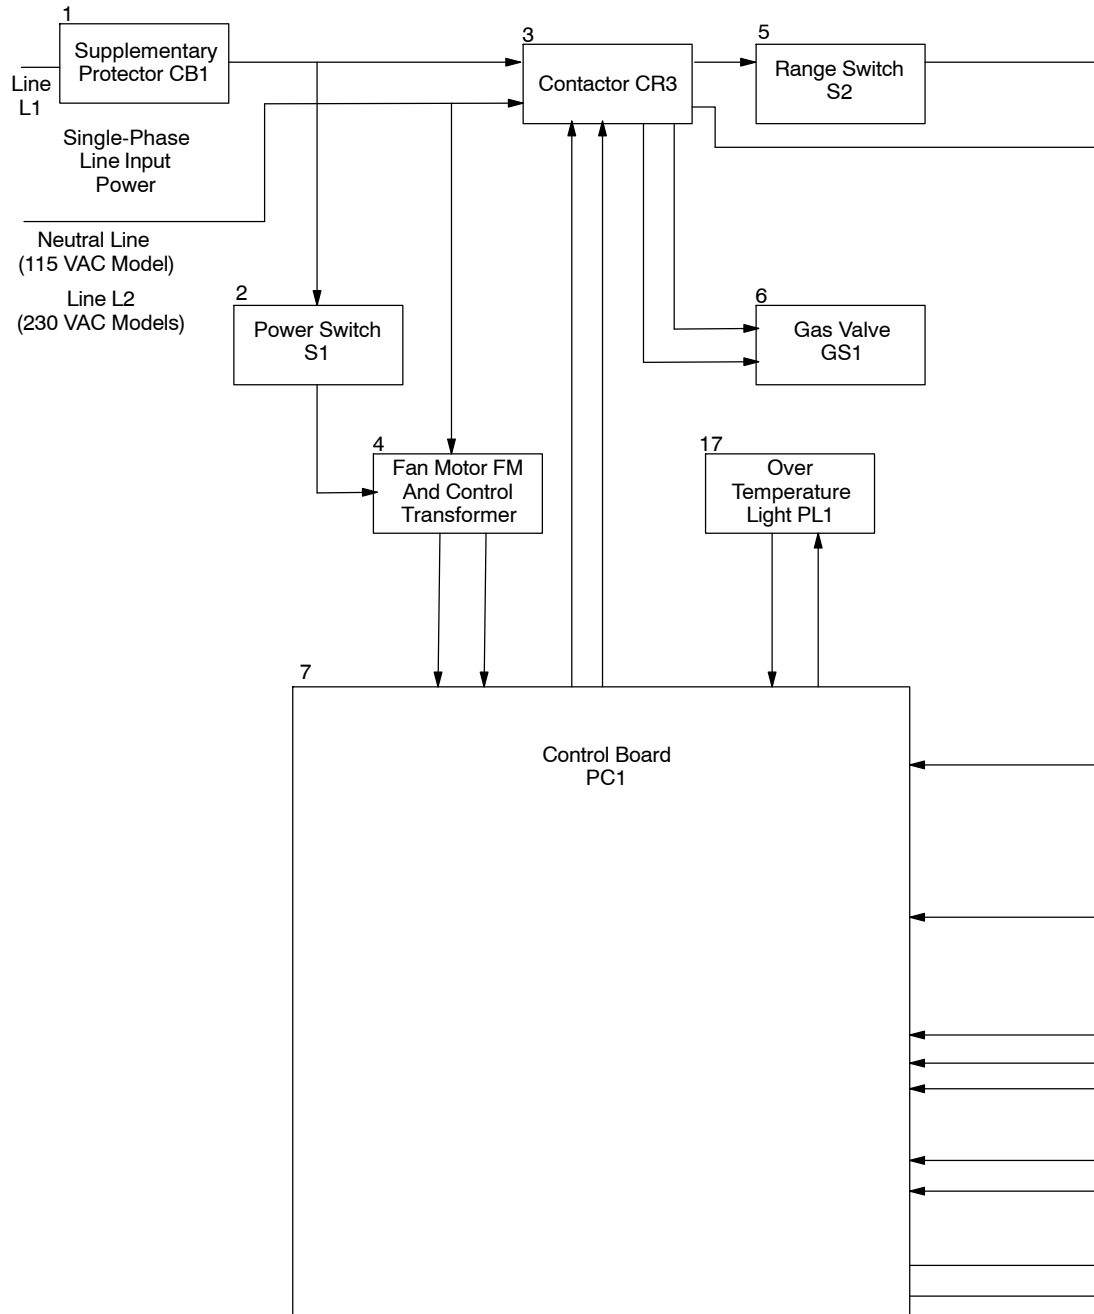 1
Supplementary
Protector CB1
Line
L1
Single-Phase
Line Input
Power
Neutral Line
(115 VAC Model)
Line L2
(230 VAC Models)
2
Power Switch
S1
3
Contactor CR3
4
Fan Motor FM
And Control
Transformer
5
Range Switch
S2
6
Gas Valve
GS1
17
Over
Temperature
Light PL1
7
Control Board
PC1